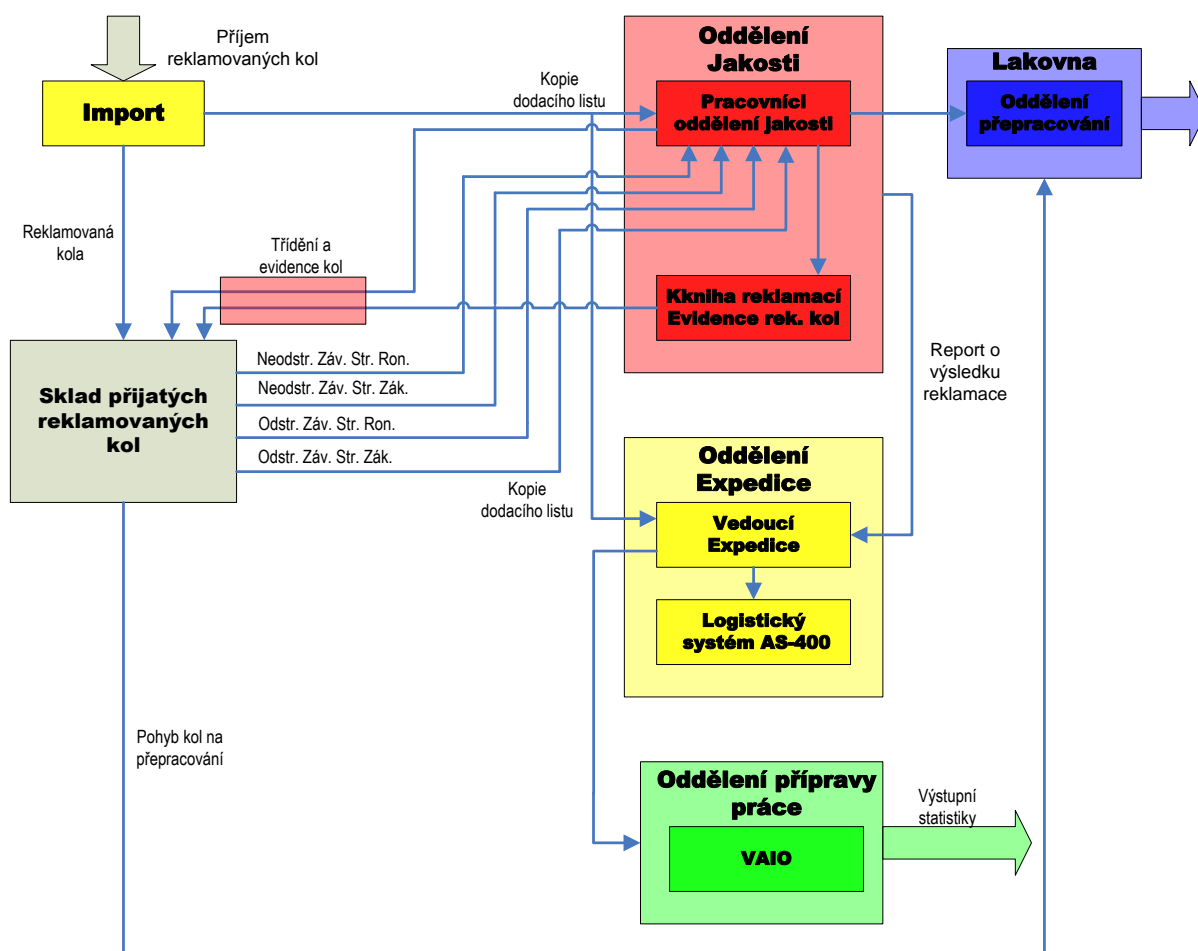 Příjem
reklamovaných kol
Import
Kopie
dodacího listu
Oddělení
Jakosti
Pracovníci
oddělení jakosti
Lakovna
Oddělení
přepracování
Reklamovaná
kola
Třídění a
evidence kol
Kkniha reklamací
Evidence rek. kol
Report o
výsledku
reklamace
Sklad přijatých
reklamovaných
kol
Neodstr. Záv. Str. Ron.
Neodstr. Záv. Str. Zák.
Odstr. Záv. Str. Ron.
Odstr. Záv. Str. Zák.
Kopie
dodacího listu
Oddělení
Expedice
Vedoucí
Expedice
Logistický
systém AS-400
Pohyb kol na
přepracování
Oddělení přípravy
práce
VAIO
Výstupní
statistiky